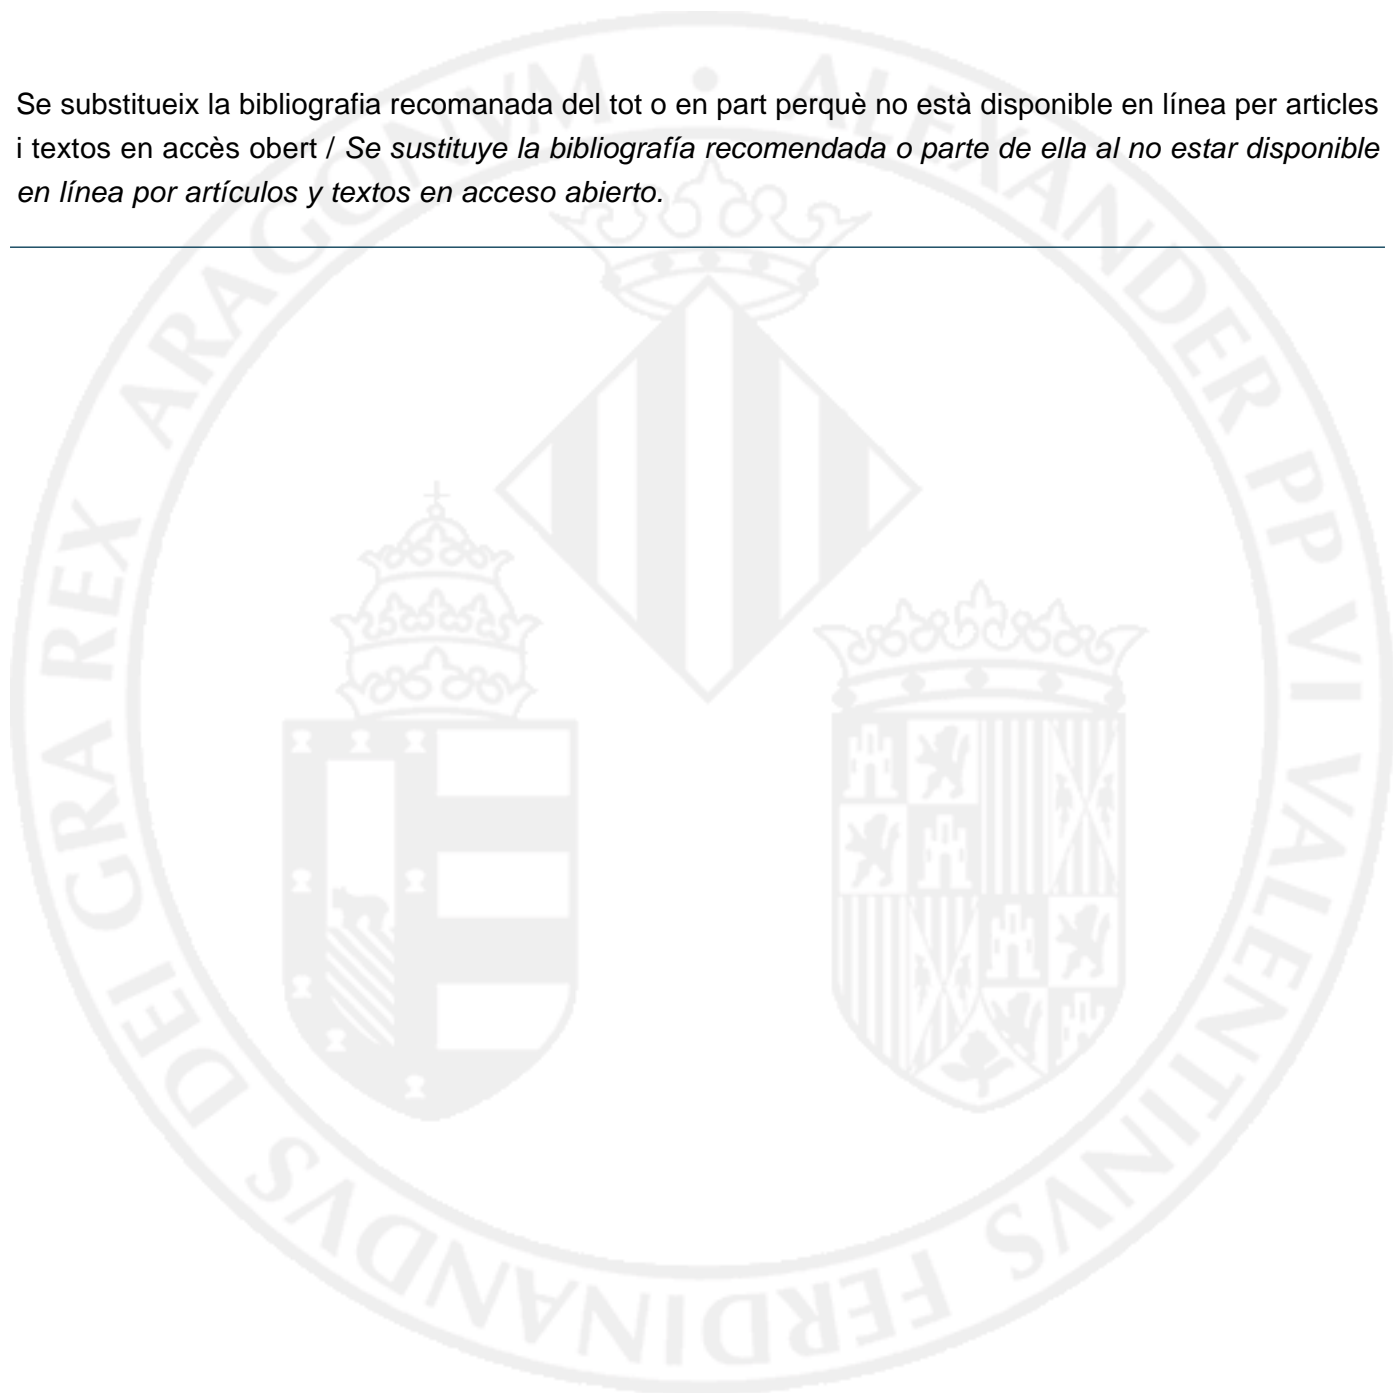 Se substitueix la bibliografia recomanada del tot o en part perquè no està disponible en línea per articles
i textos en accès obert / Se sustituye la bibliografía recomendada o parte de ella al no estar disponible
en línea por artículos y textos en acceso abierto.
FERDINANDVS DEI GRA REX ARAGONVM • ALEXANDER PP VI VALENTINVS